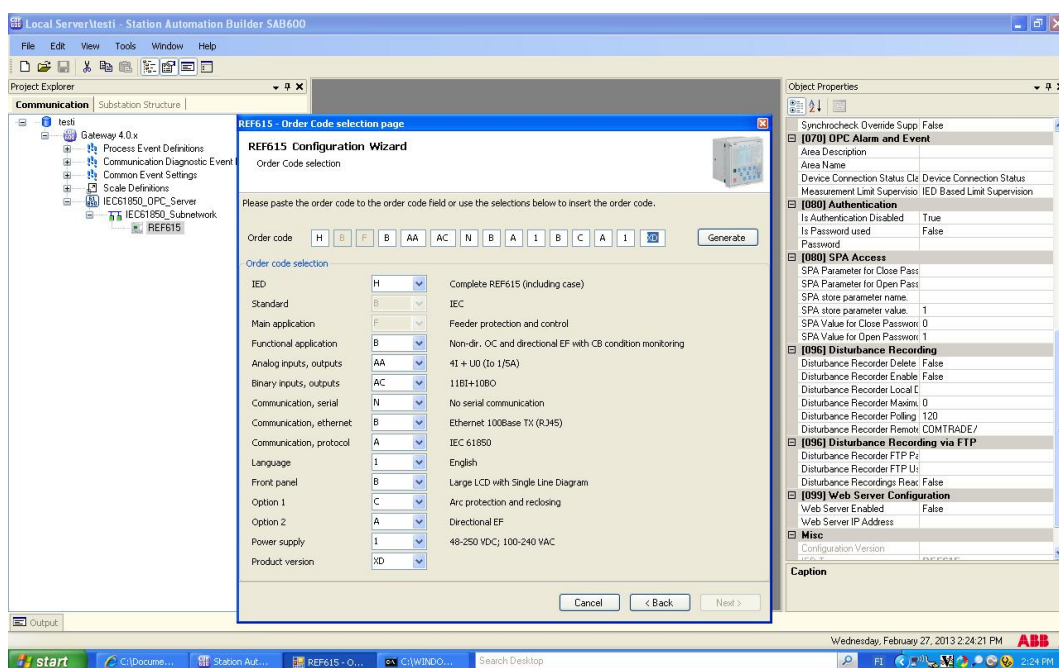 Local Server\testi - Station Automation Builder SAB600
File Edit View Tools Window Help
Project Explorer
Communication Substation Structure
testi
Gateway 4.0.x
Process Event Definitions
Communication Diagnostic Event
Common Event Settings
Scale Definitions
IEC61850_OPC_Server
IEC61850_Subnetwork
REF615
REF615 - Order Code selection page
REF615 Configuration Wizard
Order Code selection
Please paste the order code to the order code field or use the selections below to insert the order code.
Order code H B F B AA AC N B A 1 B C A 1 XD Generate
Order code selection
IED H Complete REF615 (including case)
Standard B IEC
Main application F Feeder protection and control
Functional application B Non-dir. OC and directional EF with CB condition monitoring
Analog inputs, outputs AA 4I + U0 (Io 1/5A)
Binary inputs, outputs AC 11BI+10BO
Communication, serial N No serial communication
Communication, ethernet B Ethernet 100Base TX (RJ45)
Communication, protocol A IEC 61850
Language 1 English
Front panel B Large LCD with Single Line Diagram
Option 1 C Arc protection and reclosing
Option 2 A Directional EF
Power supply 1 48-250 VDC; 100-240 VAC
Product version XD
Cancel < Back Next >
Object Properties
Synchrocheck Override Supp False
[070] OPC Alarm and Event
Area Description
Area Name
Device Connection Status Cla Device Connection Status
Measurement Limit Supervisio IED Based Limit Supervision
[080] Authentication
Is Authentication Disabled True
Is Password used False
Password
[080] SPA Access
SPA Parameter for Close Pass
SPA Parameter for Open Pass
SPA store parameter name.
SPA store parameter value. 1
SPA Value for Close Password 0
SPA Value for Open Password 1
[096] Disturbance Recording
Disturbance Recorder Delete False
Disturbance Recorder Enable False
Disturbance Recorder Local D
Disturbance Recorder Maximu 0
Disturbance Recorder Polling 120
Disturbance Recorder Remote COMTRADE/
[096] Disturbance Recording via FTP
Disturbance Recorder FTP Pa
Disturbance Recorder FTP Us
Disturbance Recordings Reac False
[099] Web Server Configuration
Web Server Enabled False
Web Server IP Address
Misc
Configuration Version
Caption
Output
Wednesday, February 27, 2013 2:24:21 PM ABB
start C:\Docume... Station Aut... REF615 - O... C:\WINDO... Search Desktop FI 2:24 PM